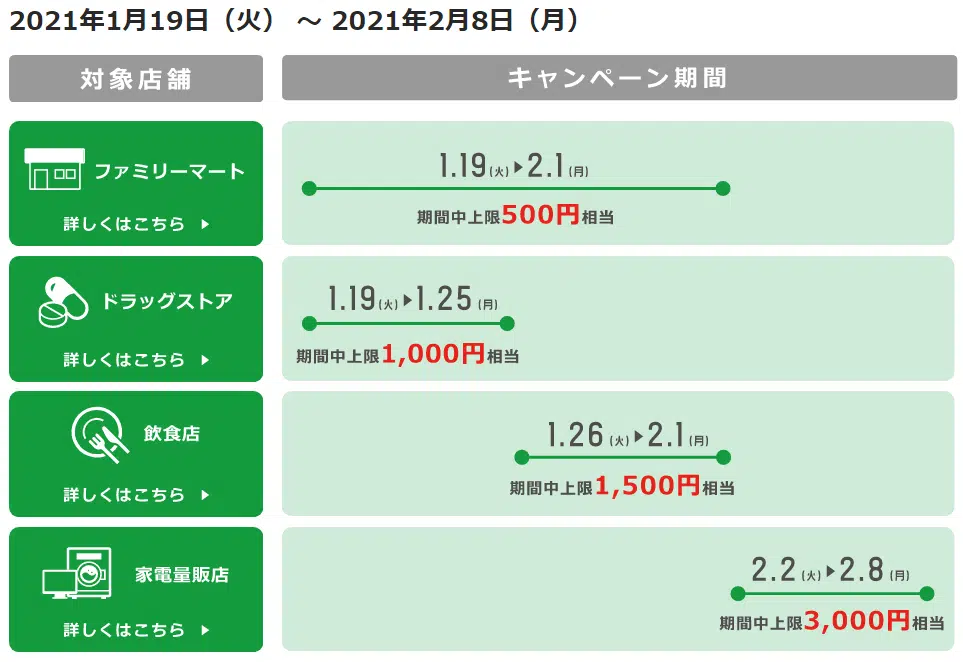 2021年1月19日（火） ～ 2021年2月8日（月）
対象店舗
キャンペーン期間
ファミリーマート
詳しくはこちら
1.19(火)▶2.1(月)
期間中上限500円相当
ドラッグストア
詳しくはこちら
1.19(火)▶1.25(月)
期間中上限1,000円相当
飲食店
詳しくはこちら
1.26(火)▶2.1(月)
期間中上限1,500円相当
家電量販店
詳しくはこちら
2.2(火)▶2.8(月)
期間中上限3,000円相当